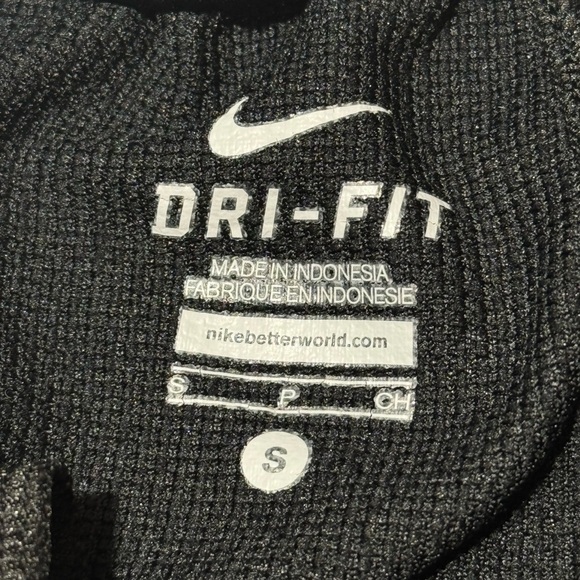 DRI-FIT
MADE IN INDONESIA
FABRIQUE EN INDONESIE
nikebetterworld.com
S P CH
S